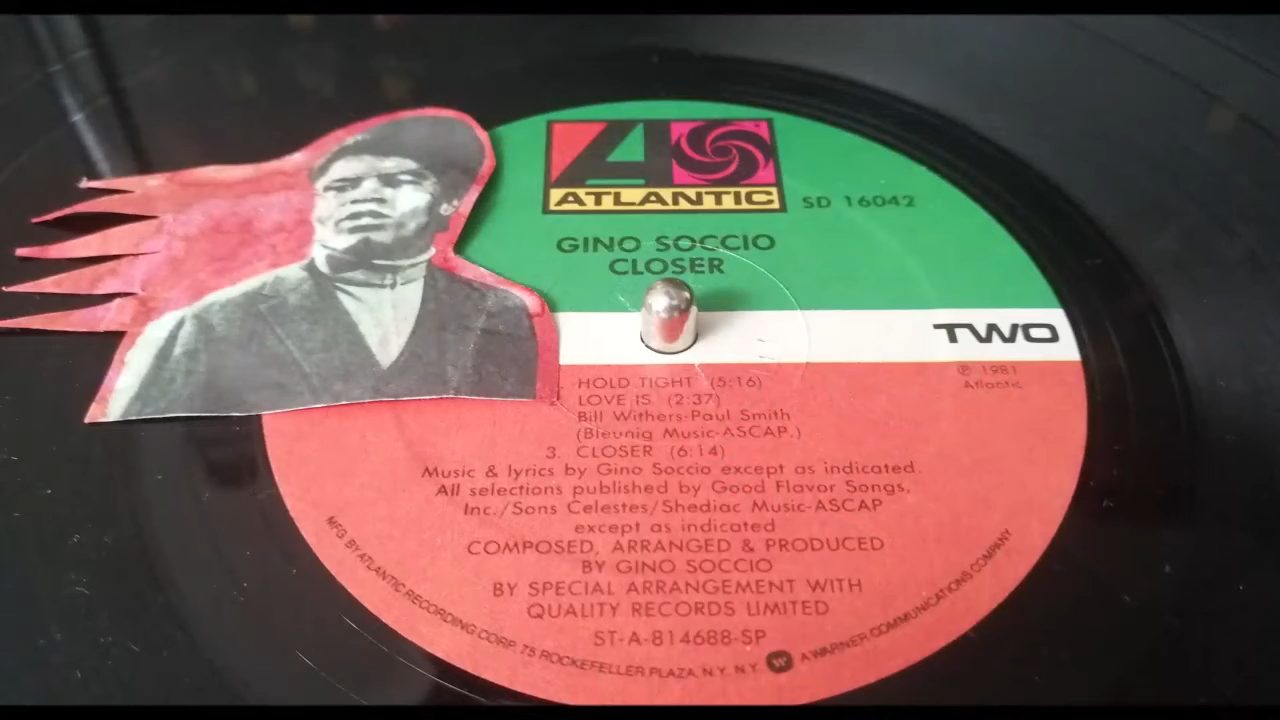 ATLANTIC
SD 16042
GINO SOCCIO
CLOSER
TWO
℗ 1981
Atlantic
HOLD TIGHT (5:16)
LOVE IS (2:37)
Bill Withers-Paul Smith
(Bleunig Music-ASCAP.)
3. CLOSER (6:14)
Music & lyrics by Gino Soccio except as indicated.
All selections published by Good Flavor Songs,
Inc./Sons Celestes/Shediac Music-ASCAP
except as indicated
COMPOSED, ARRANGED & PRODUCED
BY GINO SOCCIO
BY SPECIAL ARRANGEMENT WITH
QUALITY RECORDS LIMITED
ST-A-814688-SP
MFG. BY ATLANTIC RECORDING CORP. 75 ROCKEFELLER PLAZA, N.Y. N.Y. W A WARNER COMMUNICATIONS COMPANY